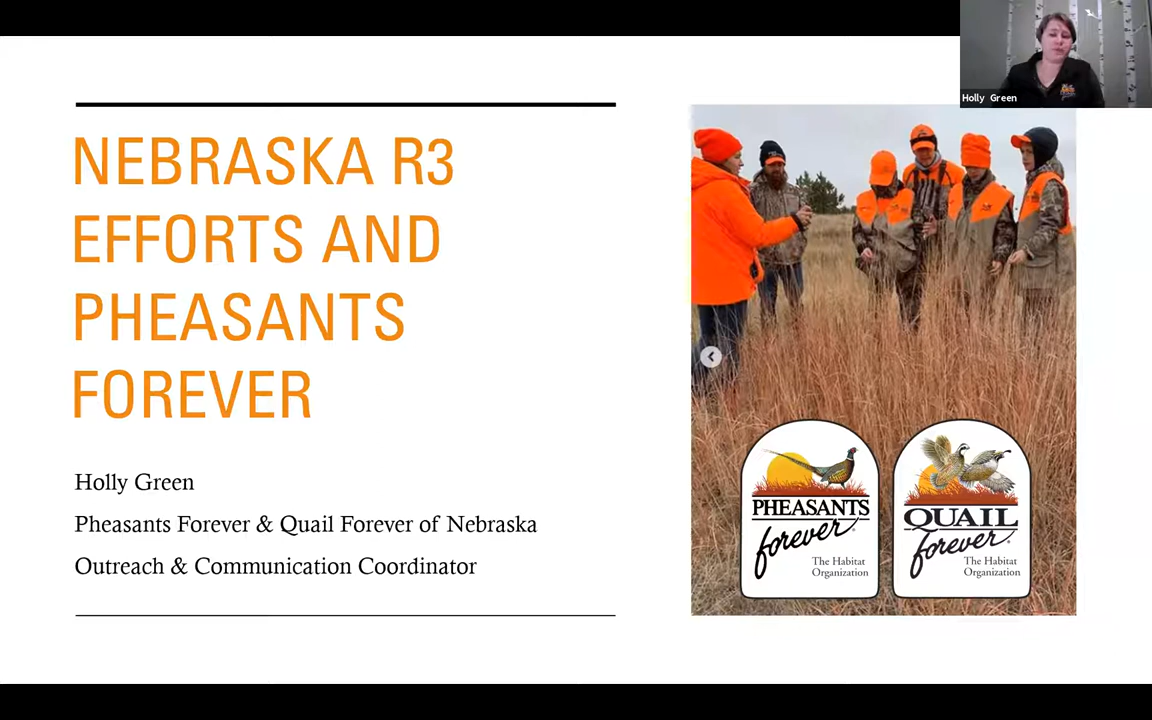 Holly Green
NEBRASKA R3
EFFORTS AND
PHEASANTS
FOREVER
Holly Green
Pheasants Forever & Quail Forever of Nebraska
Outreach & Communication Coordinator
PHEASANTS
forever
The Habitat
Organization
QUAIL
forever
The Habitat
Organization